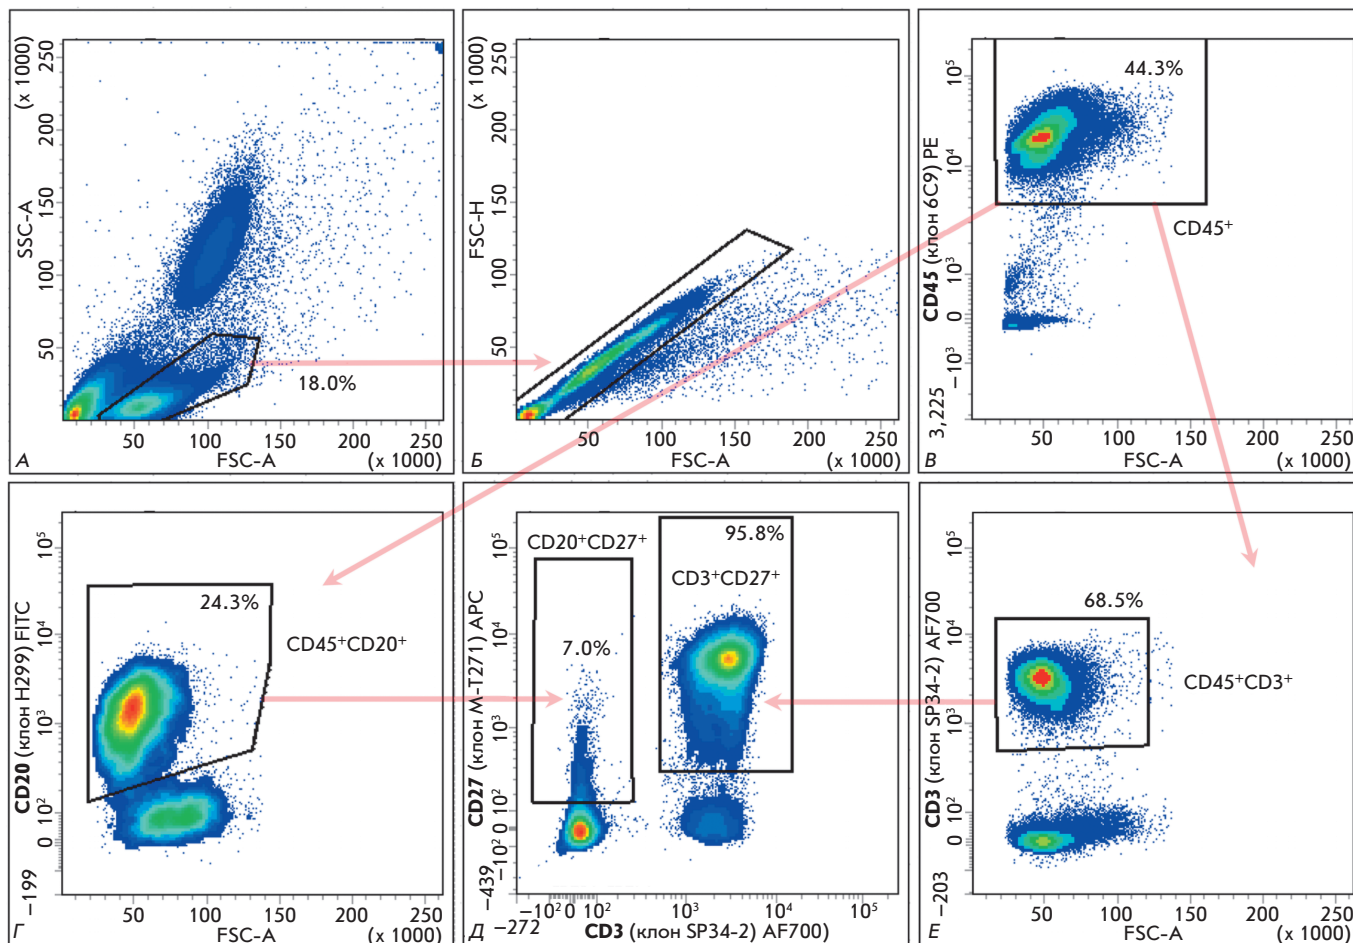 SSC-A (x 1000)
250
200
150
100
50
18.0%
50 100 150 200 250
А FSC-A (x 1000)
FSC-H (x 1000)
250
200
150
100
50
50 100 150 200 250
Б FSC-A (x 1000)
CD45 (клон 6C9) PE
10⁵
10⁴
10³
0
−10³
3,225
44.3%
CD45⁺
50 100 150 200 250
В FSC-A (x 1000)
CD20 (клон H299) FITC
10⁵
10⁴
10³
10²
0
−199
24.3%
CD45⁺CD20⁺
50 100 150 200 250
Г FSC-A (x 1000)
CD27 (клон M-T271) APC
10⁵
10⁴
10³
10²
0
−10²
−439
CD20⁺CD27⁺
7.0%
95.8%
CD3⁺CD27⁺
−10² 0 10² 10³ 10⁴ 10⁵
Д −272 CD3 (клон SP34-2) AF700)
CD3 (клон SP34-2) AF700
10⁵
10⁴
10³
10²
0
−203
68.5%
CD45⁺CD3⁺
50 100 150 200 250
Е FSC-A (x 1000)